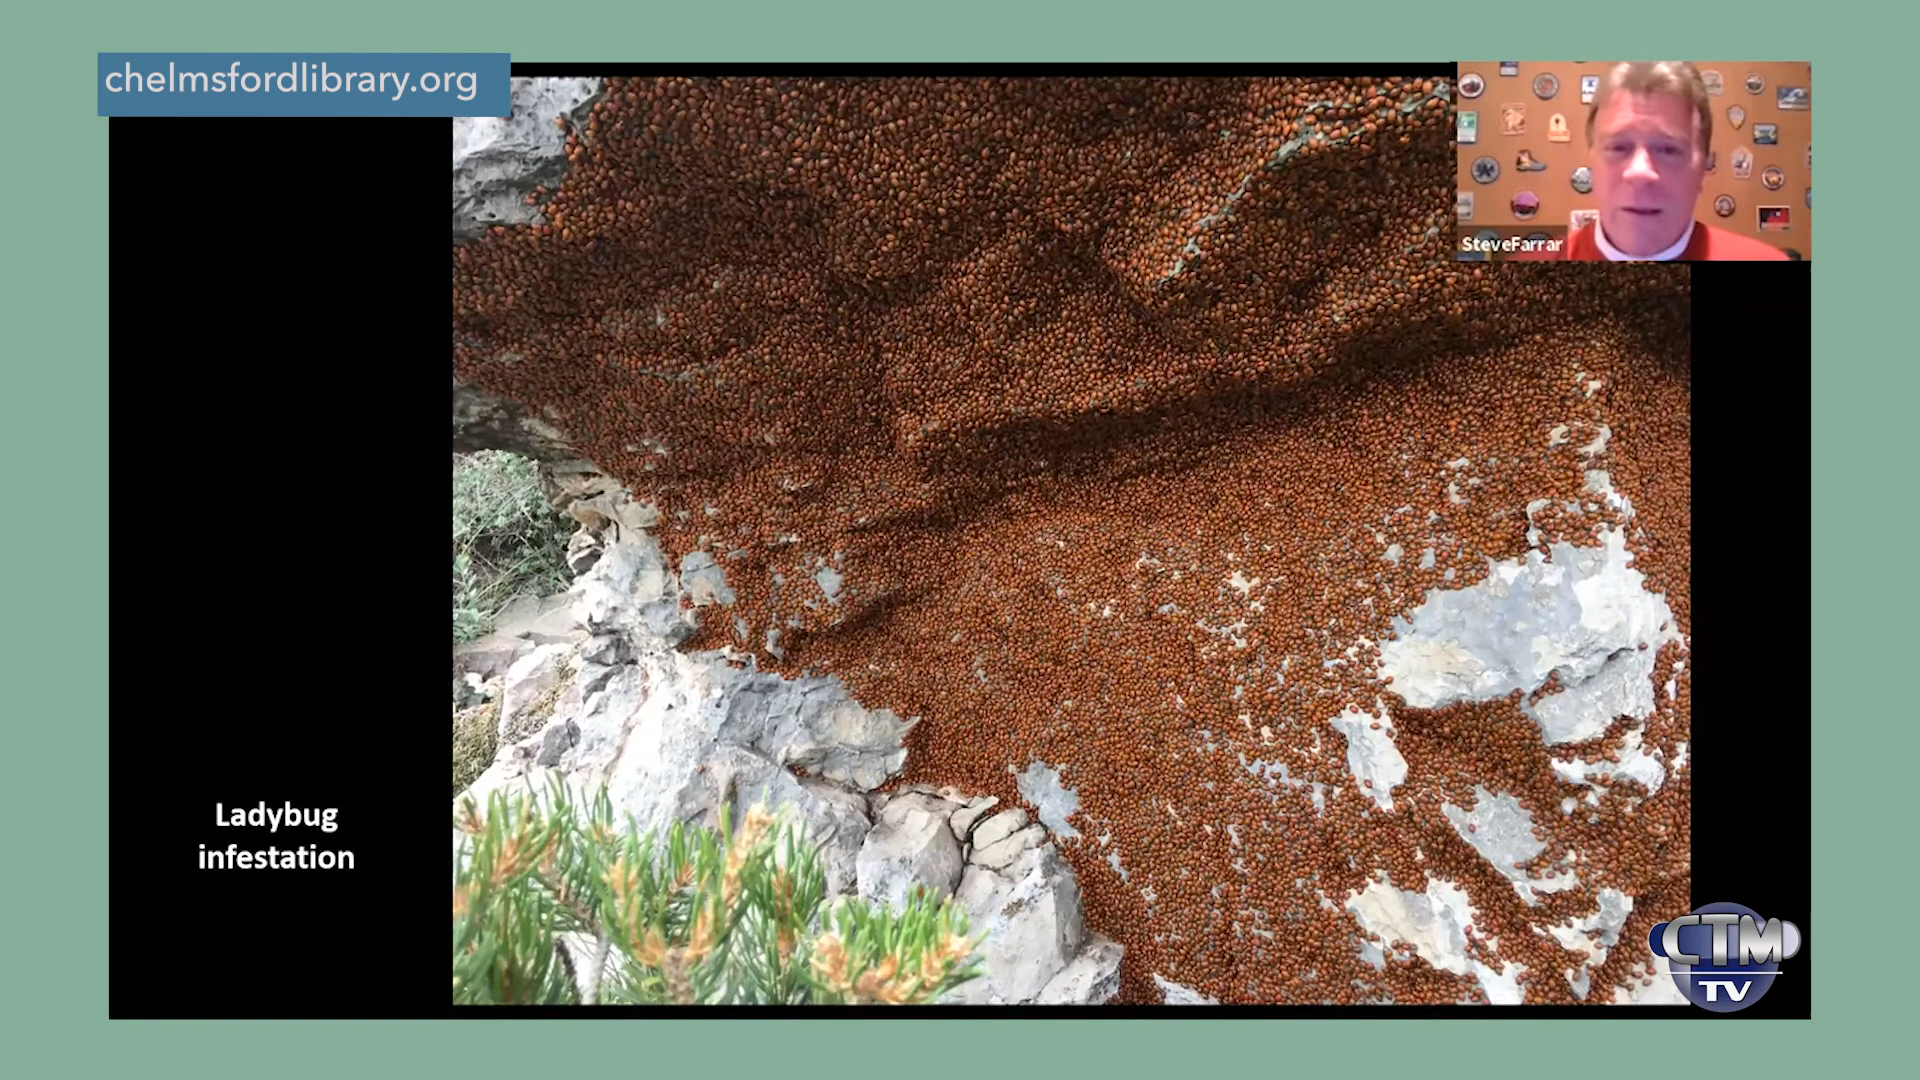 chelmsfordlibrary.org
SteveFarrar
Ladybug
infestation
CTM
TV